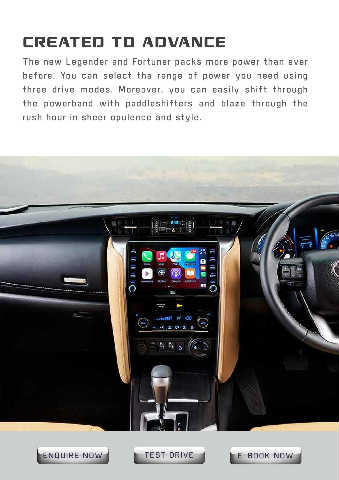 CREATED TO ADVANCE
The new Legender and Fortuner packs more power than ever
before. You can select the range of power you need using
three drive modes. Moreover, you can easily shift through
the powerband with paddleshifters and blaze through the
rush hour in sheer opulence and style.
ENQUIRE NOW
TEST DRIVE
E-BOOK NOW